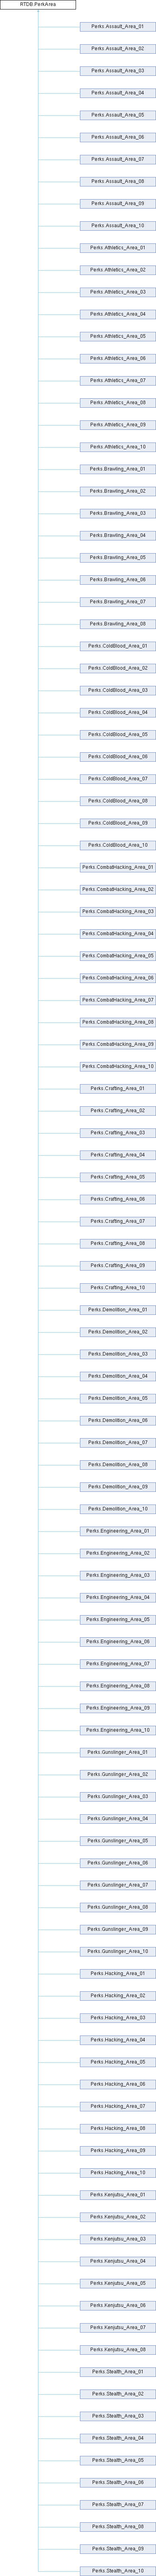 RTDB.PerkArea
Perks.Assault_Area_01
Perks.Assault_Area_02
Perks.Assault_Area_03
Perks.Assault_Area_04
Perks.Assault_Area_05
Perks.Assault_Area_06
Perks.Assault_Area_07
Perks.Assault_Area_08
Perks.Assault_Area_09
Perks.Assault_Area_10
Perks.Athletics_Area_01
Perks.Athletics_Area_02
Perks.Athletics_Area_03
Perks.Athletics_Area_04
Perks.Athletics_Area_05
Perks.Athletics_Area_06
Perks.Athletics_Area_07
Perks.Athletics_Area_08
Perks.Athletics_Area_09
Perks.Athletics_Area_10
Perks.Brawling_Area_01
Perks.Brawling_Area_02
Perks.Brawling_Area_03
Perks.Brawling_Area_04
Perks.Brawling_Area_05
Perks.Brawling_Area_06
Perks.Brawling_Area_07
Perks.Brawling_Area_08
Perks.ColdBlood_Area_01
Perks.ColdBlood_Area_02
Perks.ColdBlood_Area_03
Perks.ColdBlood_Area_04
Perks.ColdBlood_Area_05
Perks.ColdBlood_Area_06
Perks.ColdBlood_Area_07
Perks.ColdBlood_Area_08
Perks.ColdBlood_Area_09
Perks.ColdBlood_Area_10
Perks.CombatHacking_Area_01
Perks.CombatHacking_Area_02
Perks.CombatHacking_Area_03
Perks.CombatHacking_Area_04
Perks.CombatHacking_Area_05
Perks.CombatHacking_Area_06
Perks.CombatHacking_Area_07
Perks.CombatHacking_Area_08
Perks.CombatHacking_Area_09
Perks.CombatHacking_Area_10
Perks.Crafting_Area_01
Perks.Crafting_Area_02
Perks.Crafting_Area_03
Perks.Crafting_Area_04
Perks.Crafting_Area_05
Perks.Crafting_Area_06
Perks.Crafting_Area_07
Perks.Crafting_Area_08
Perks.Crafting_Area_09
Perks.Crafting_Area_10
Perks.Demolition_Area_01
Perks.Demolition_Area_02
Perks.Demolition_Area_03
Perks.Demolition_Area_04
Perks.Demolition_Area_05
Perks.Demolition_Area_06
Perks.Demolition_Area_07
Perks.Demolition_Area_08
Perks.Demolition_Area_09
Perks.Demolition_Area_10
Perks.Engineering_Area_01
Perks.Engineering_Area_02
Perks.Engineering_Area_03
Perks.Engineering_Area_04
Perks.Engineering_Area_05
Perks.Engineering_Area_06
Perks.Engineering_Area_07
Perks.Engineering_Area_08
Perks.Engineering_Area_09
Perks.Engineering_Area_10
Perks.Gunslinger_Area_01
Perks.Gunslinger_Area_02
Perks.Gunslinger_Area_03
Perks.Gunslinger_Area_04
Perks.Gunslinger_Area_05
Perks.Gunslinger_Area_06
Perks.Gunslinger_Area_07
Perks.Gunslinger_Area_08
Perks.Gunslinger_Area_09
Perks.Gunslinger_Area_10
Perks.Hacking_Area_01
Perks.Hacking_Area_02
Perks.Hacking_Area_03
Perks.Hacking_Area_04
Perks.Hacking_Area_05
Perks.Hacking_Area_06
Perks.Hacking_Area_07
Perks.Hacking_Area_08
Perks.Hacking_Area_09
Perks.Hacking_Area_10
Perks.Kenjutsu_Area_01
Perks.Kenjutsu_Area_02
Perks.Kenjutsu_Area_03
Perks.Kenjutsu_Area_04
Perks.Kenjutsu_Area_05
Perks.Kenjutsu_Area_06
Perks.Kenjutsu_Area_07
Perks.Kenjutsu_Area_08
Perks.Stealth_Area_01
Perks.Stealth_Area_02
Perks.Stealth_Area_03
Perks.Stealth_Area_04
Perks.Stealth_Area_05
Perks.Stealth_Area_06
Perks.Stealth_Area_07
Perks.Stealth_Area_08
Perks.Stealth_Area_09
Perks.Stealth_Area_10